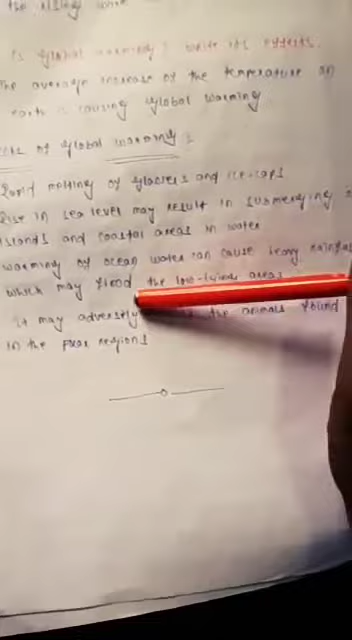 the rising
is global warming? write its effects.
The average increase of the temperature on
earth is causing global warming
of global warming :
Rapid melting of glaciers and ice-caps
Rise in sea level may result in submerging
islands and coastal areas in water
warming of ocean water can cause heavy rainfall
which may flood the low-lying areas
it may adversely the animals found
in the polar regions